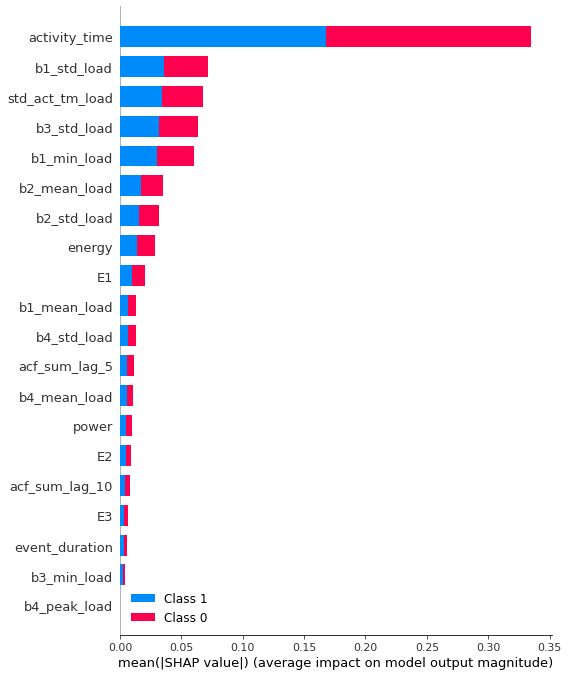 activity_time
b1_std_load
std_act_tm_load
b3_std_load
b1_min_load
b2_mean_load
b2_std_load
energy
E1
b1_mean_load
b4_std_load
acf_sum_lag_5
b4_mean_load
power
E2
acf_sum_lag_10
E3
event_duration
b3_min_load
b4_peak_load
Class 1
Class 0
0.00 0.05 0.10 0.15 0.20 0.25 0.30 0.35
mean(|SHAP value|) (average impact on model output magnitude)